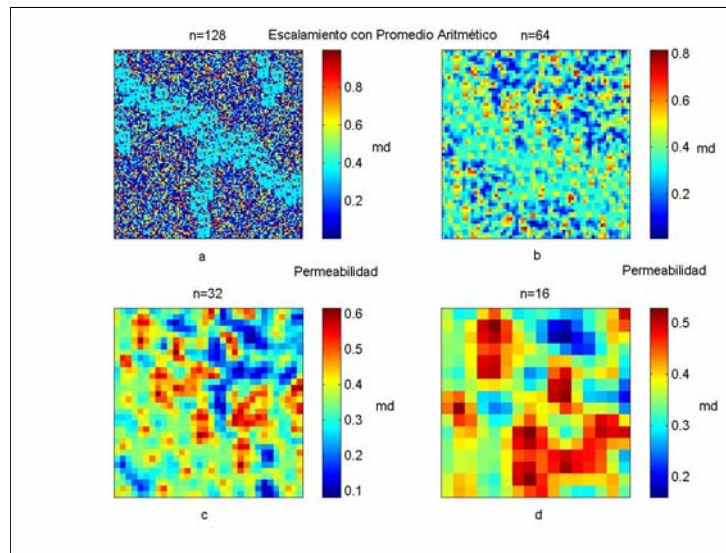 n=128 Escalamiento con Promedio Aritmético n=64
0.8
0.6
0.4
0.2
md
a
0.8
0.6
0.4
0.2
md
b
Permeabilidad
Permeabilidad
n=32
0.6
0.5
0.4
0.3
0.2
0.1
md
c
n=16
0.5
0.4
0.3
0.2
md
d